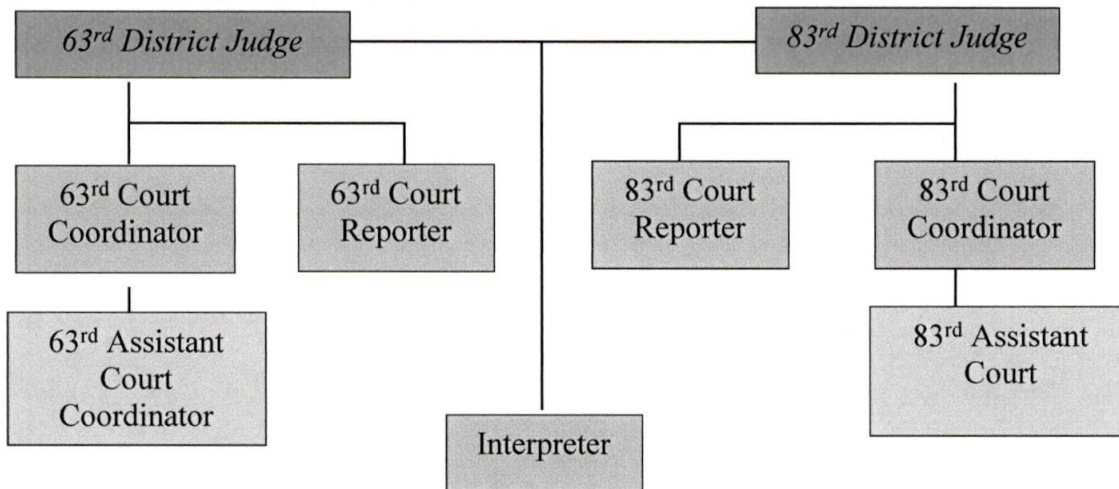 63rd District Judge
83rd District Judge
63rd Court
Coordinator
63rd Court
Reporter
83rd Court
Reporter
83rd Court
Coordinator
63rd Assistant
Court
Coordinator
83rd Assistant
Court
Interpreter